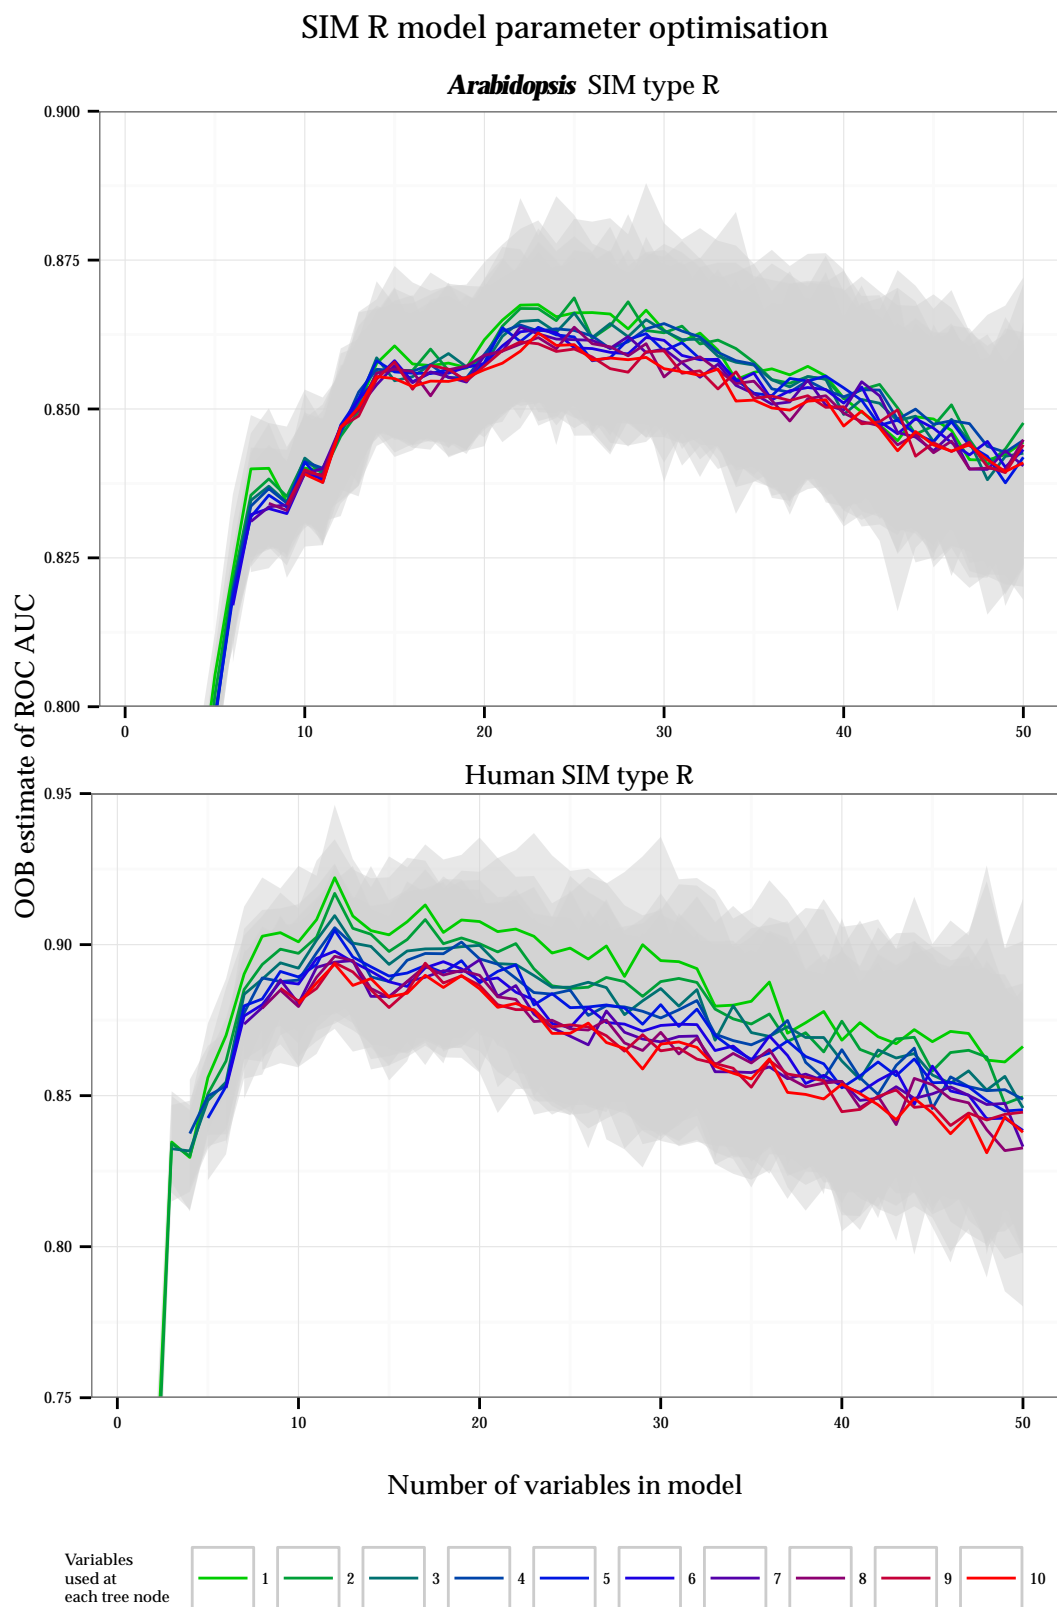 SIM R model parameter optimisation
Arabidopsis SIM type R
0.900
0.875
0.850
0.825
0.800
0 10 20 30 40 50
OOB estimate of ROC AUC
Human SIM type R
0.95
0.90
0.85
0.80
0.75
0 10 20 30 40 50
Number of variables in model
Variables
used at
each tree node
1 2 3 4 5 6 7 8 9 10